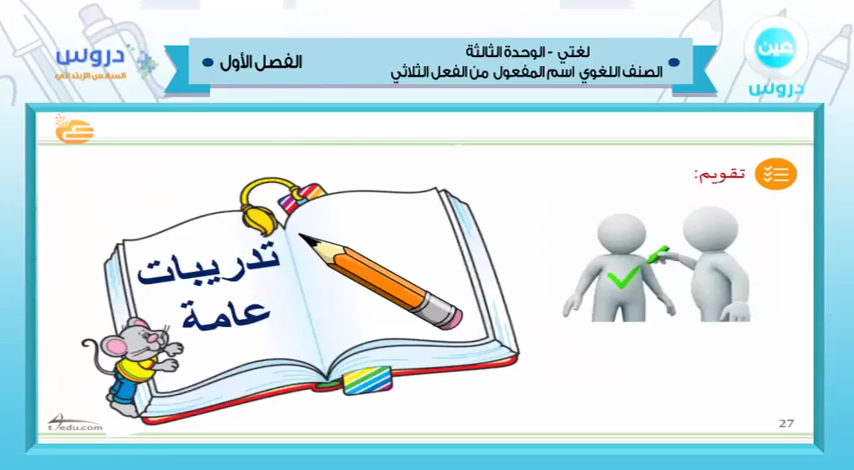 عين
دروس
لغتي - الوحدة الثالثة
الصنف اللغوي اسم المفعول من الفعل الثلاثي
الفصل الأول
دروس
السادس الإبتدائي
تقويم:
تدريبات
عامة
t4edu.com
27